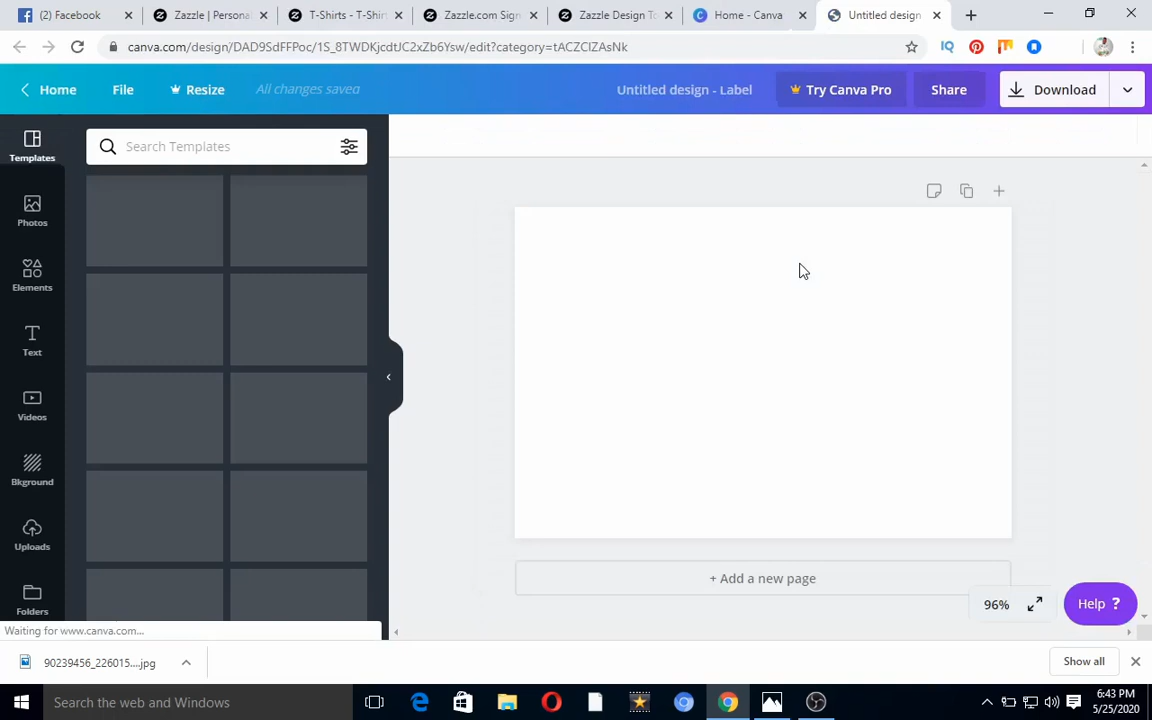 (2) Facebook
Zazzle | Persona
T-Shirts - T-Shir
Zazzle.com Sign
Zazzle Design To
Home - Canva
Untitled design
canva.com/design/DAD9SdFFPoc/1S_8TWDKjcdtUC2xZb6Ysw/edit?category=tACZCIZAsNk
Home
File
Resize
All changes saved
Untitled design - Label
Try Canva Pro
Share
Download
Templates
Search Templates
Photos
Elements
Text
Videos
Bkground
Uploads
Folders
+ Add a new page
96%
Help ?
Waiting for www.canva.com...
90239456_226015....jpg
Show all
Search the web and Windows
6:43 PM
5/25/2020